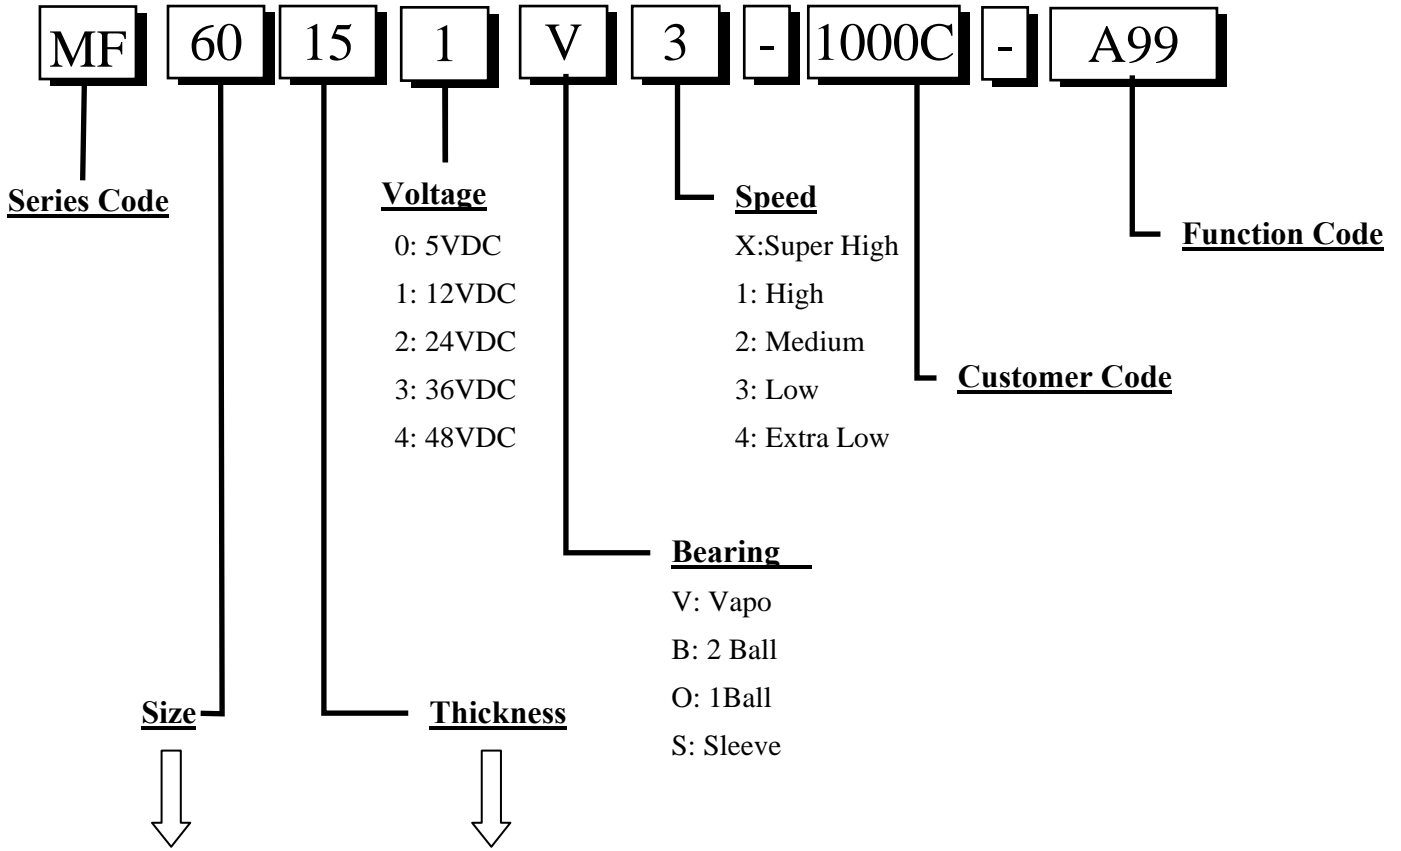 MF 60 15 1 V 3 - 1000C - A99
Series Code
Voltage
0: 5VDC
1: 12VDC
2: 24VDC
3: 36VDC
4: 48VDC
Speed
X:Super High
1: High
2: Medium
3: Low
4: Extra Low
Function Code
Customer Code
Bearing
V: Vapo
B: 2 Ball
O: 1Ball
S: Sleeve
Size
Thickness